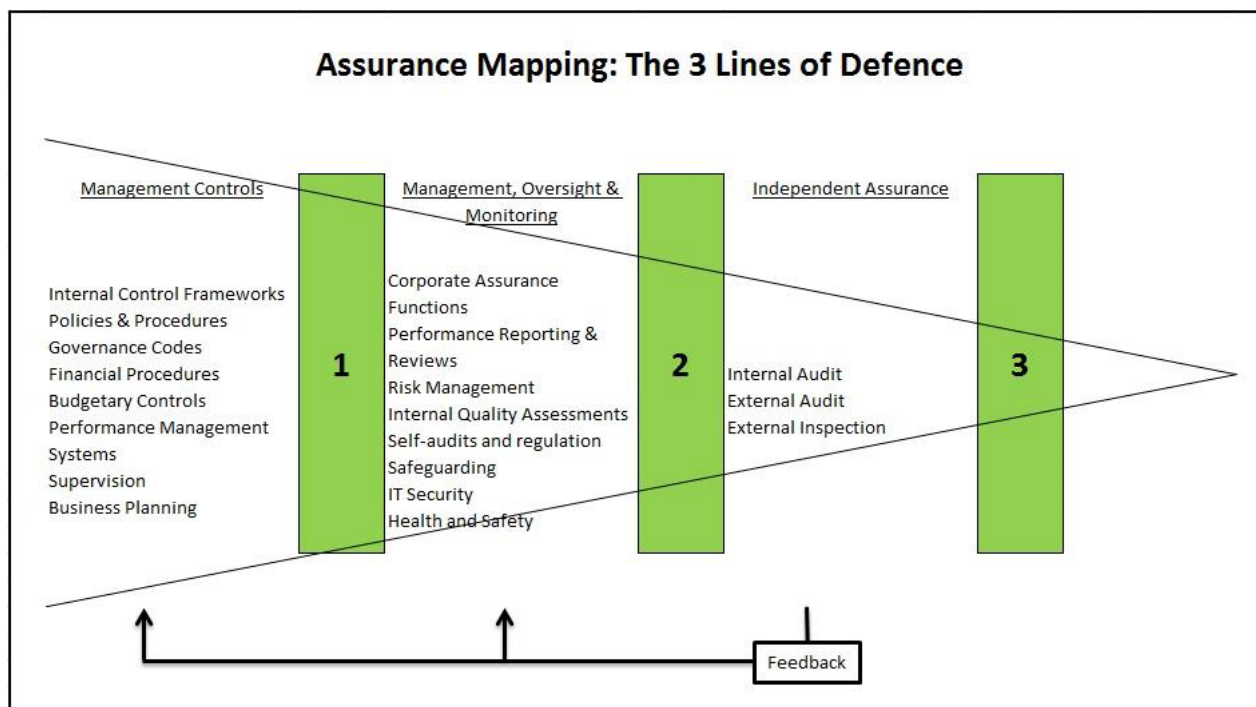 Assurance Mapping: The 3 Lines of Defence
Management Controls
Internal Control Frameworks
Policies & Procedures
Governance Codes
Financial Procedures
Budgetary Controls
Performance Management
Systems
Supervision
Business Planning
1
Management, Oversight &
Monitoring
Corporate Assurance
Functions
Performance Reporting &
Reviews
Risk Management
Internal Quality Assessments
Self-audits and regulation
Safeguarding
IT Security
Health and Safety
2
Independent Assurance
Internal Audit
External Audit
External Inspection
3
Feedback